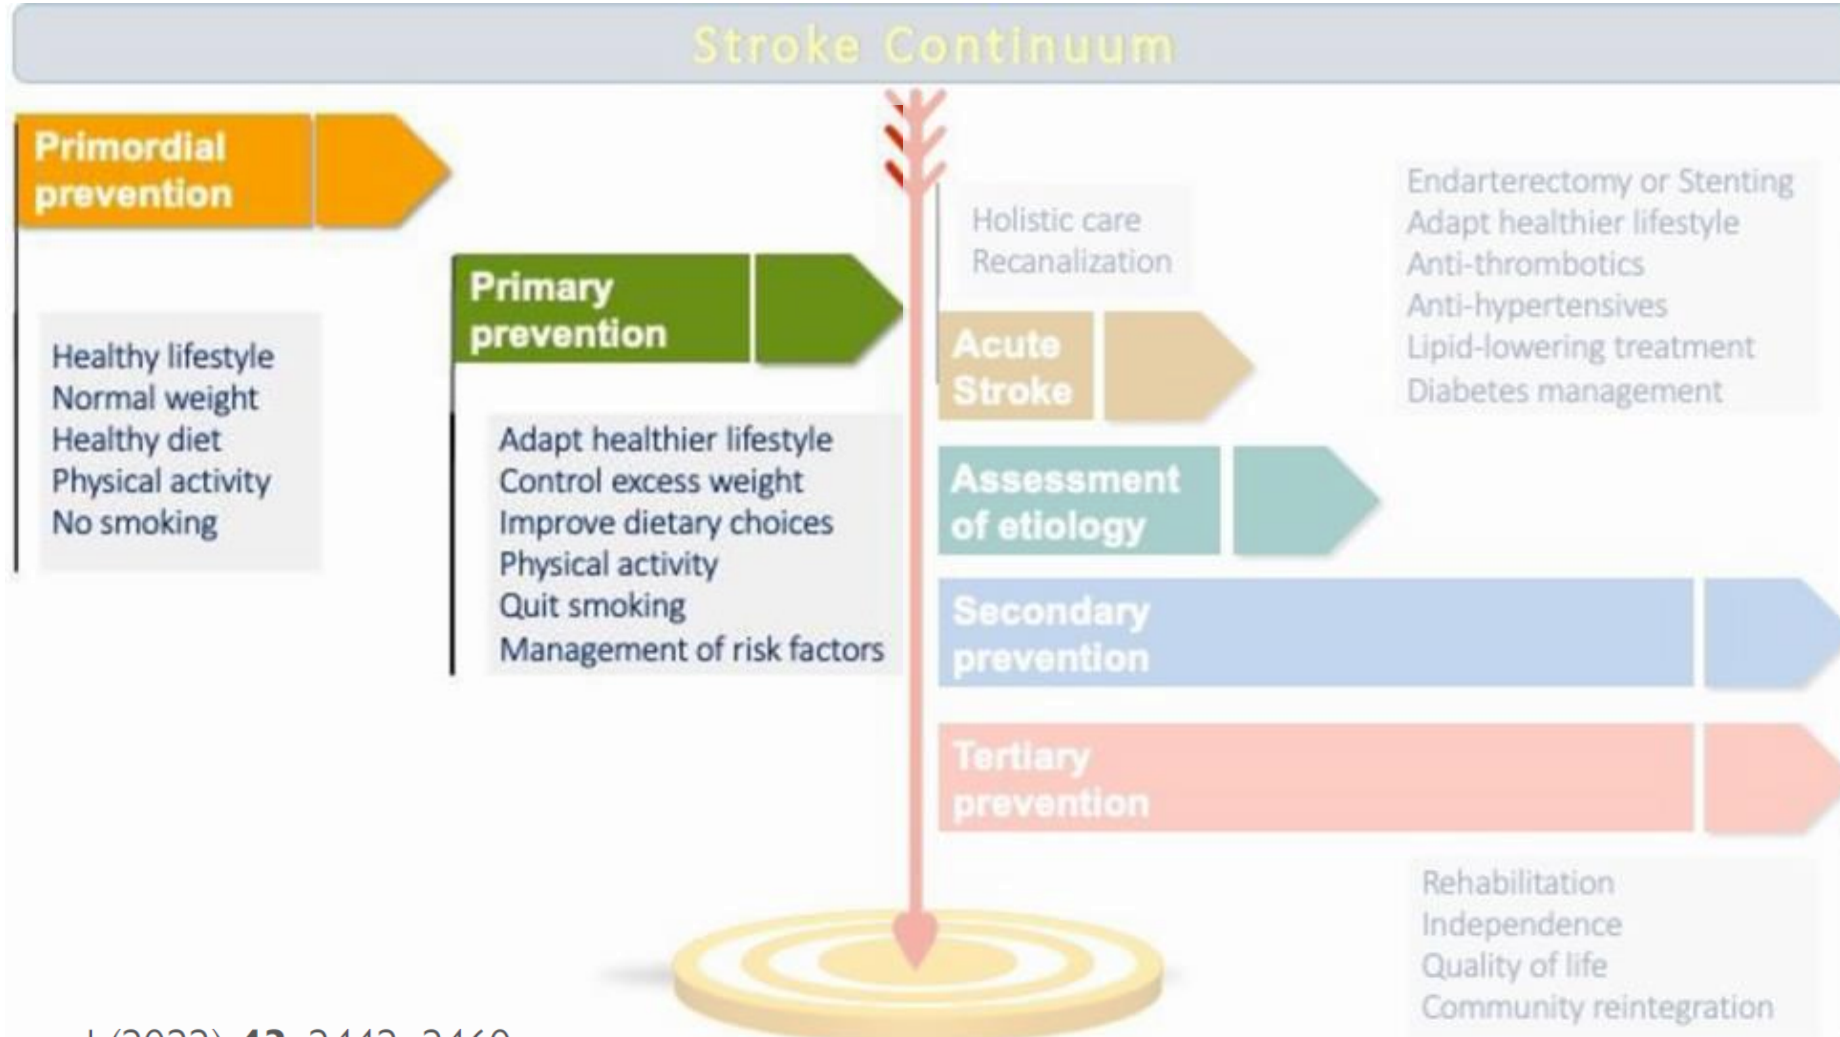 Stroke Continuum
Primordial
prevention
Healthy lifestyle
Normal weight
Healthy diet
Physical activity
No smoking
Primary
prevention
Adapt healthier lifestyle
Control excess weight
Improve dietary choices
Physical activity
Quit smoking
Management of risk factors
Holistic care
Recanalization
Acute
Stroke
Endarterectomy or Stenting
Adapt healthier lifestyle
Anti-thrombotics
Anti-hypertensives
Lipid-lowering treatment
Diabetes management
Assessment
of etiology
Secondary
prevention
Tertiary
prevention
Rehabilitation
Independence
Quality of life
Community reintegration